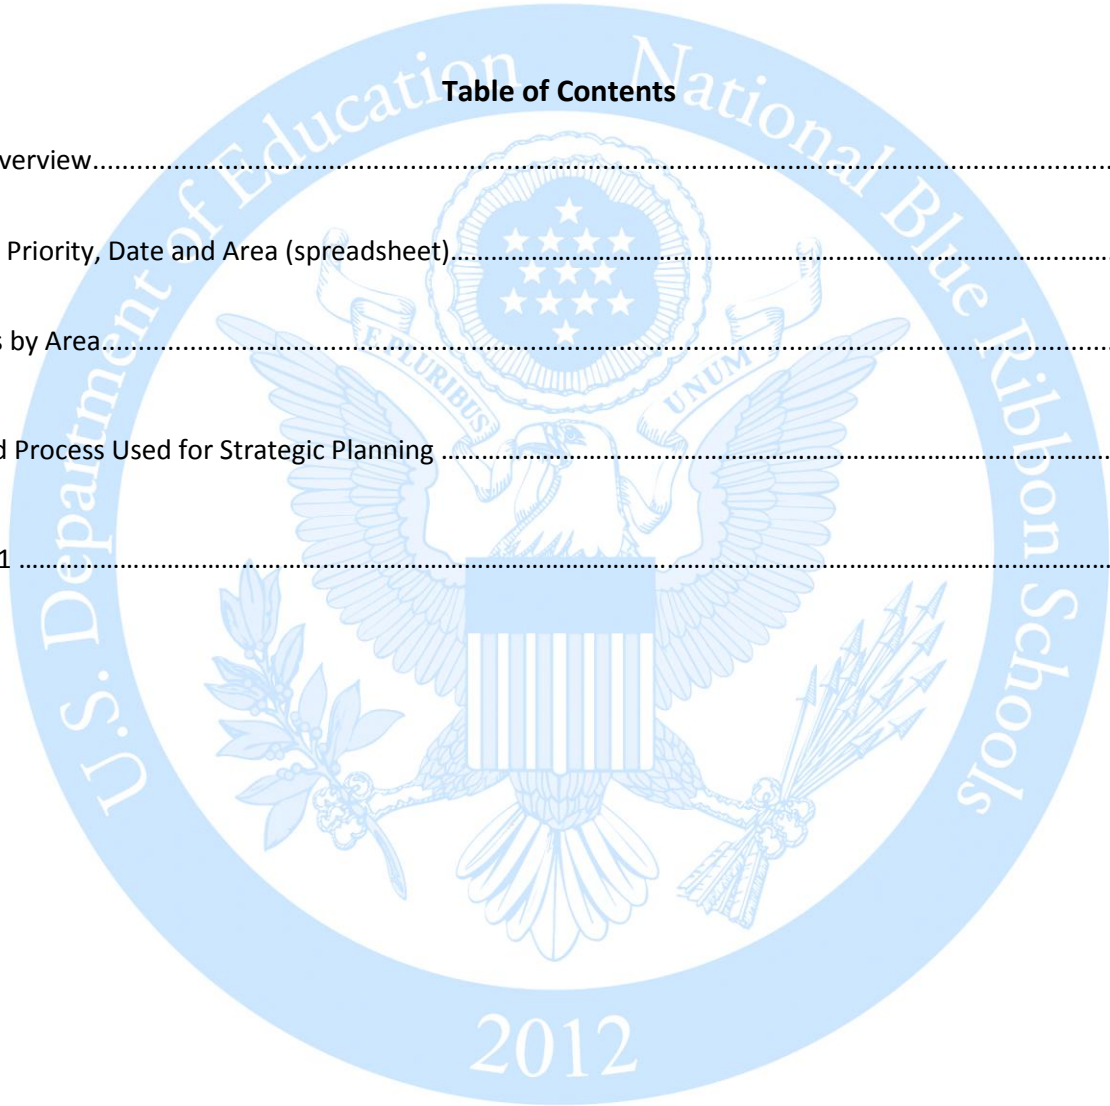 Table of Contents
verview..........................................................................................................................................
Priority, Date and Area (spreadsheet).........................................................................................
s by Area........................................................................................................................................
d Process Used for Strategic Planning ...........................................................................................
1 ....................................................................................................................................................
U.S. Department of Education National Blue Ribbon Schools
E PLURIBUS
UNUM
2012